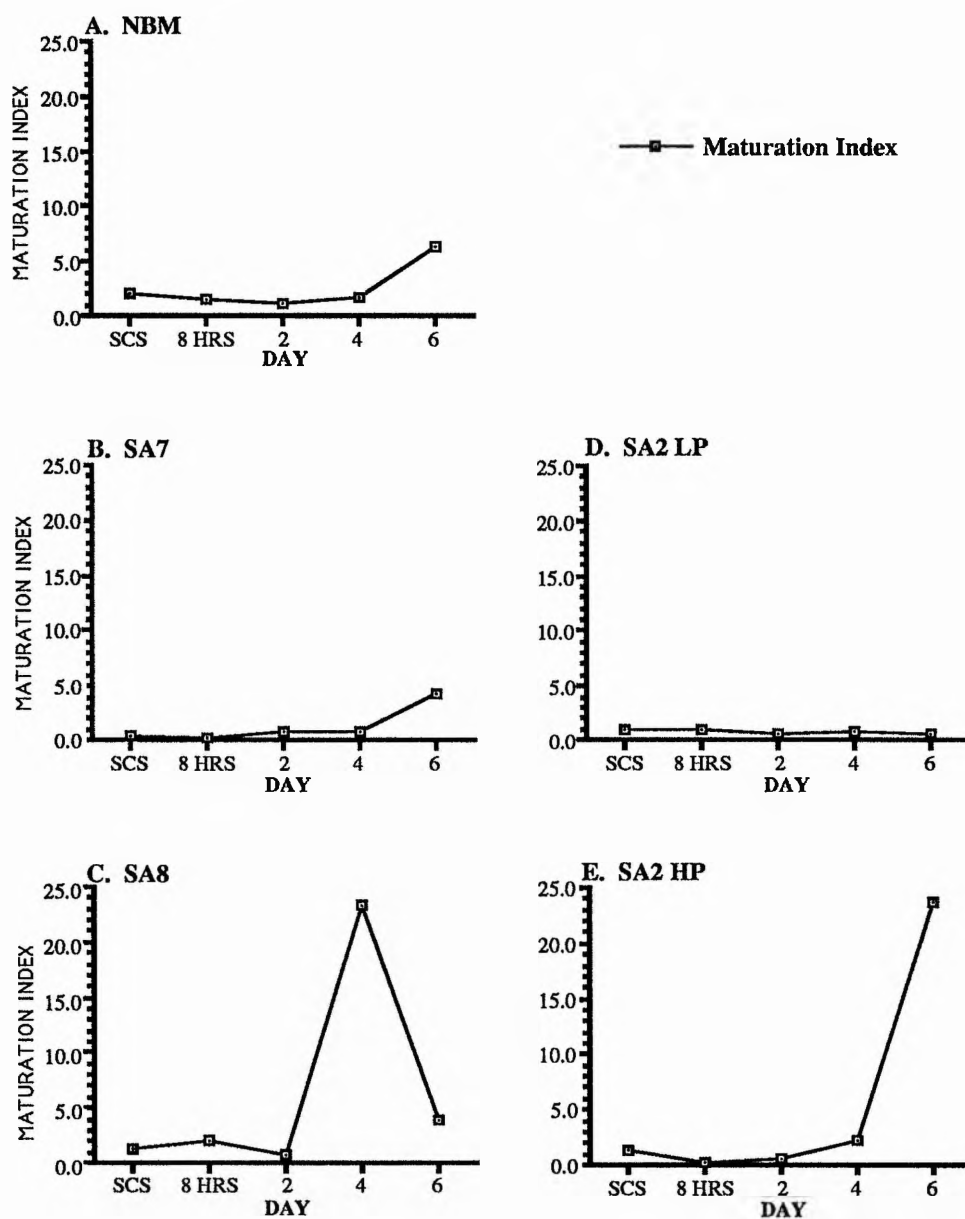 A. NBM
MATURATION INDEX
25.0
20.0
15.0
10.0
5.0
0.0
SCS 8 HRS 2 4 6
DAY
Maturation Index
B. SA7
MATURATION INDEX
25.0
20.0
15.0
10.0
5.0
0.0
SCS 8 HRS 2 4 6
DAY
D. SA2 LP
25.0
20.0
15.0
10.0
5.0
0.0
SCS 8 HRS 2 4 6
DAY
C. SA8
MATURATION INDEX
25.0
20.0
15.0
10.0
5.0
0.0
SCS 8 HRS 2 4 6
DAY
E. SA2 HP
25.0
20.0
15.0
10.0
5.0
0.0
SCS 8 HRS 2 4 6
DAY